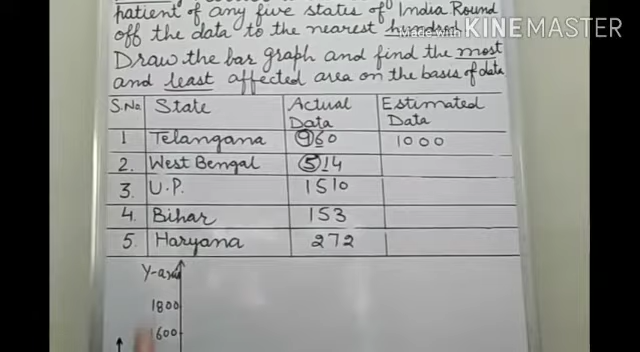 patient of any five states of India Round
off the data to the nearest hundred
Made with KINEMASTER
Draw the bar graph and find the most
and least affected area on the basis of data
S.No State Actual Data Estimated Data
1 Telangana 960 1000
2. West Bengal 514
3. U.P. 1510
4. Bihar 153
5. Haryana 272
Y-axis
1800
1600